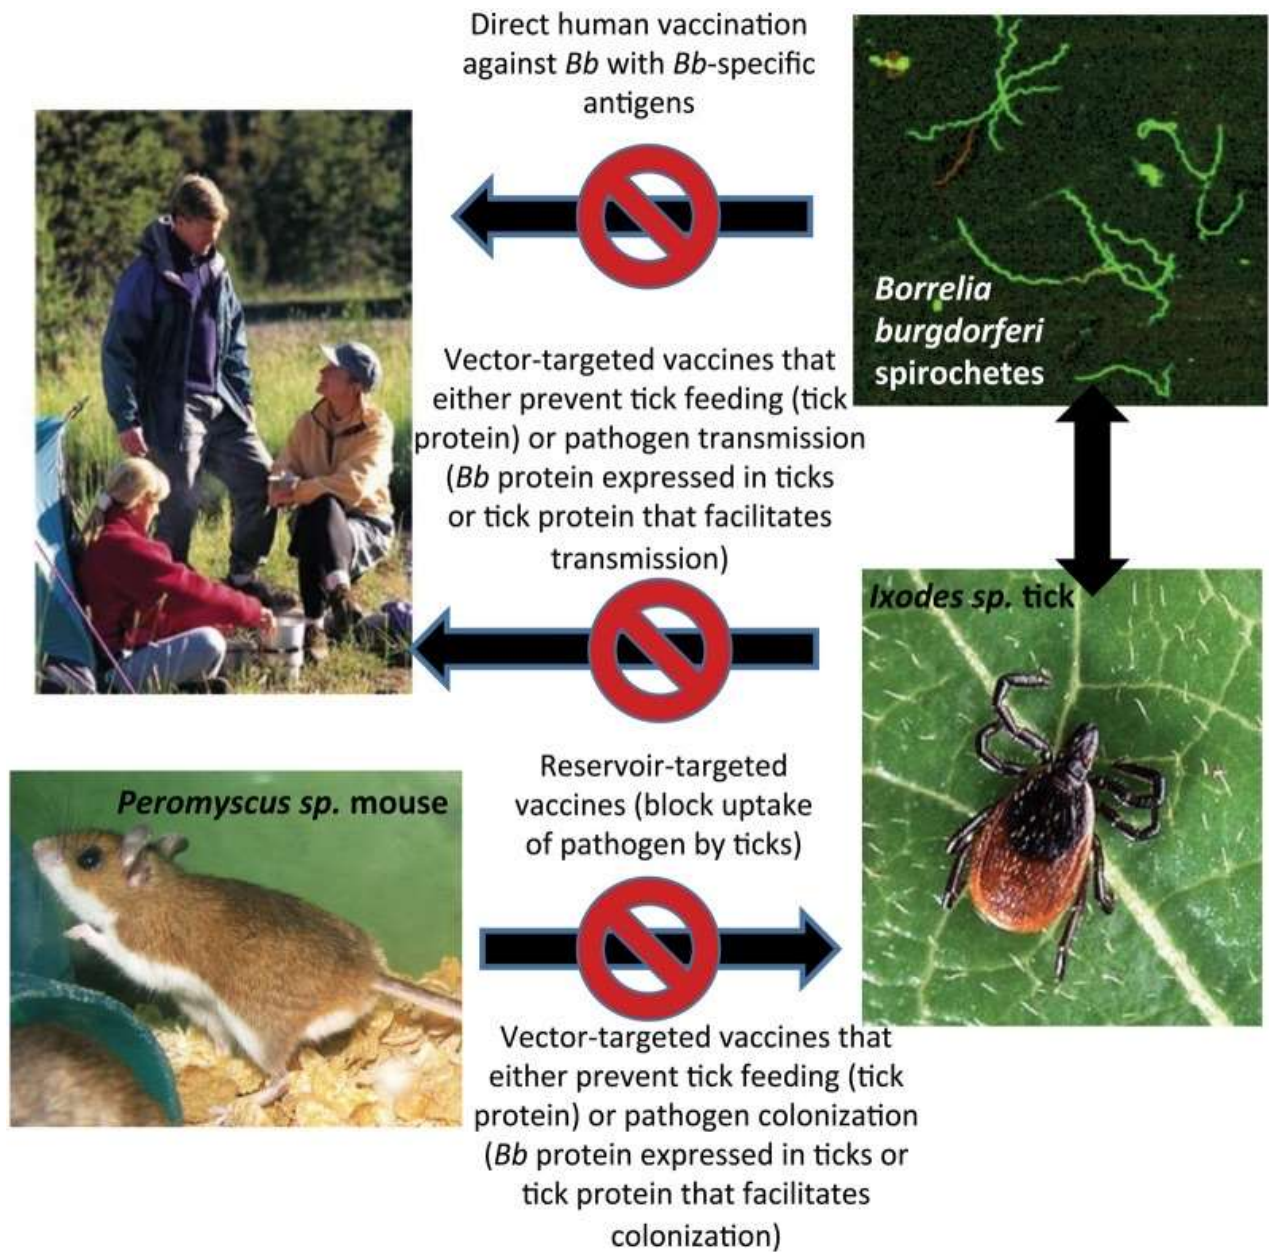 Direct human vaccination
against Bb with Bb-specific
antigens
Borrelia
burgdorferi
spirochetes
Vector-targeted vaccines that
either prevent tick feeding (tick
protein) or pathogen transmission
(Bb protein expressed in ticks
or tick protein that facilitates
transmission)
Ixodes sp. tick
Peromyscus sp. mouse
Reservoir-targeted
vaccines (block uptake
of pathogen by ticks)
Vector-targeted vaccines that
either prevent tick feeding (tick
protein) or pathogen colonization
(Bb protein expressed in ticks or
tick protein that facilitates
colonization)